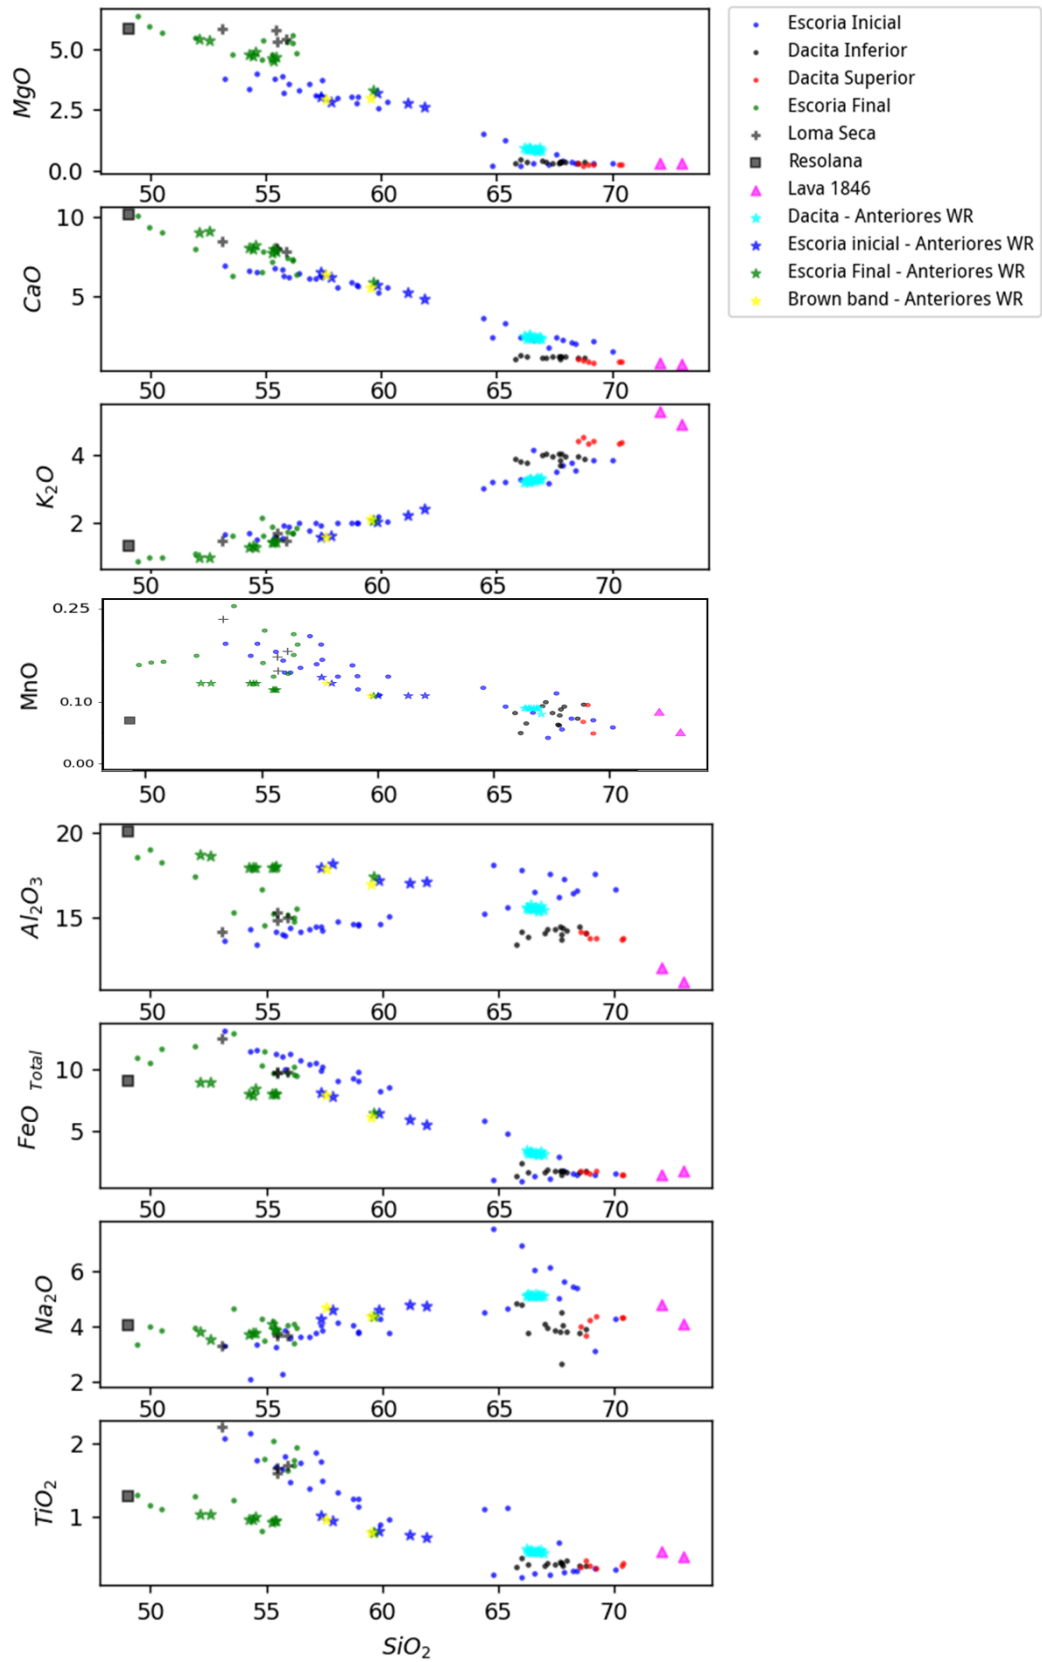 MgO
5.0
2.5
0.0
50 55 60 65 70
Escoria Inicial
Dacita Inferior
Dacita Superior
Escoria Final
Loma Seca
Resolana
Lava 1846
Dacita - Anteriores WR
Escoria inicial - Anteriores WR
Escoria Final - Anteriores WR
Brown band - Anteriores WR
CaO
10
5
50 55 60 65 70
K₂O
4
2
50 55 60 65 70
MnO
0.25
0.10
0.00
50 55 60 65 70
Al₂O₃
20
15
50 55 60 65 70
FeO Total
10
5
50 55 60 65 70
Na₂O
6
4
2
50 55 60 65 70
TiO₂
2
1
50 55 60 65 70
SiO₂